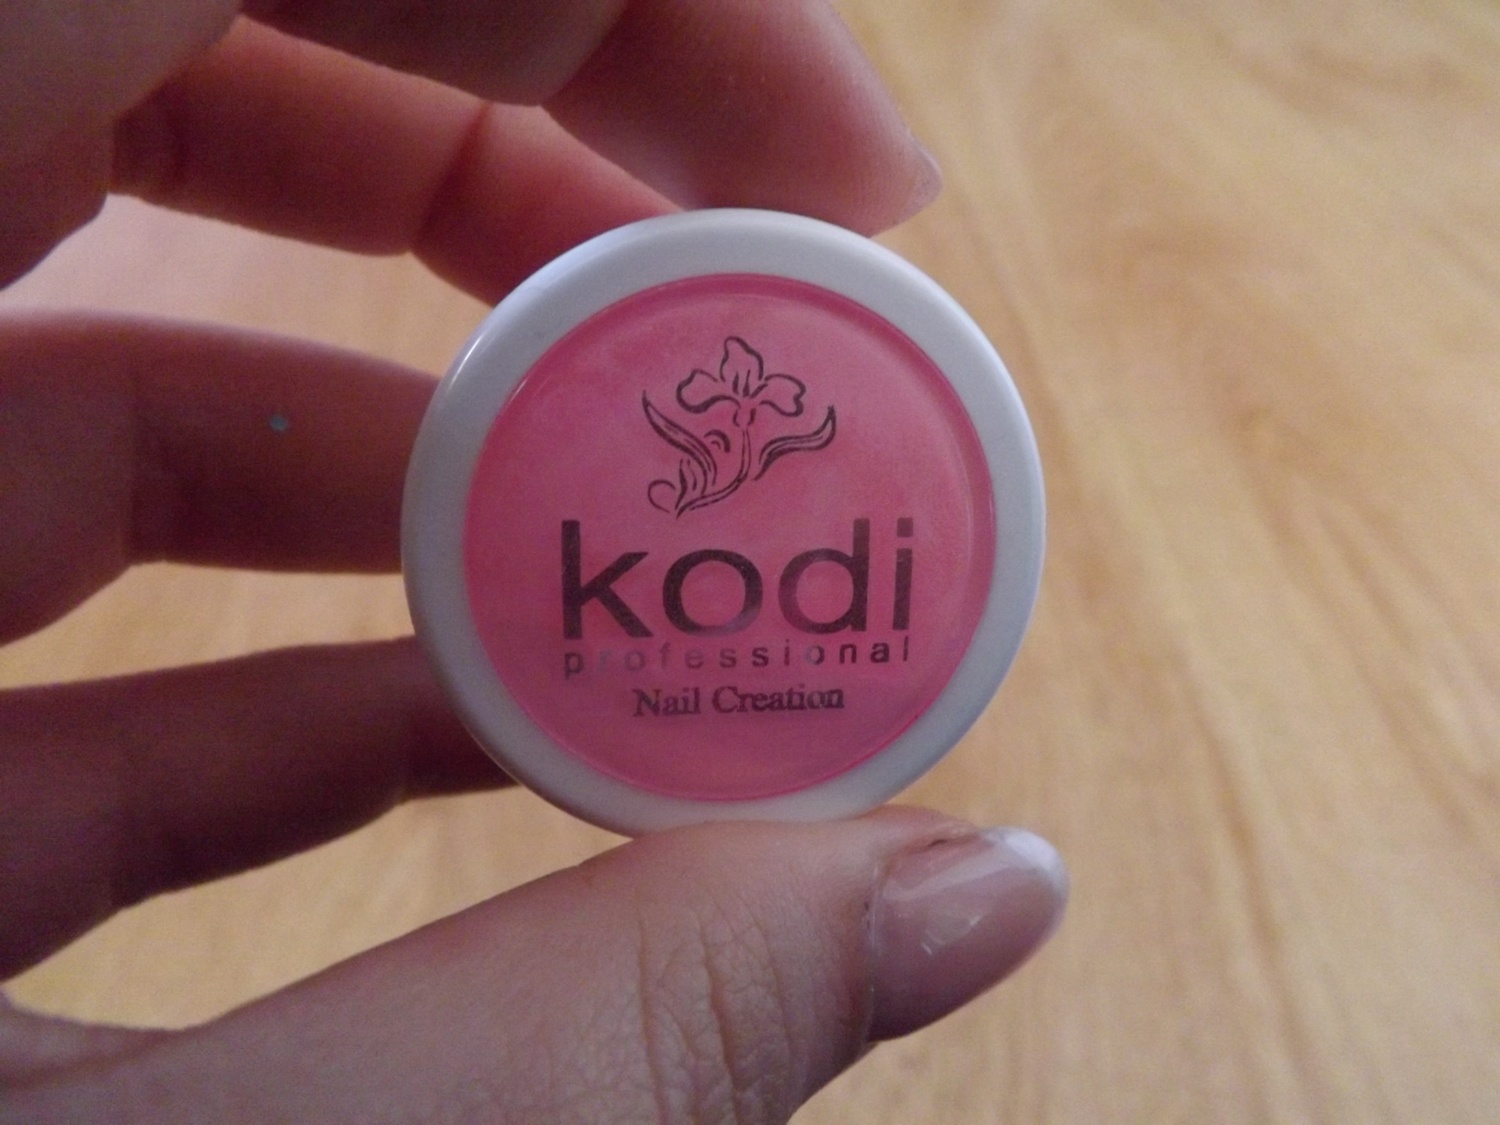 kodi
professional
Nail Creation